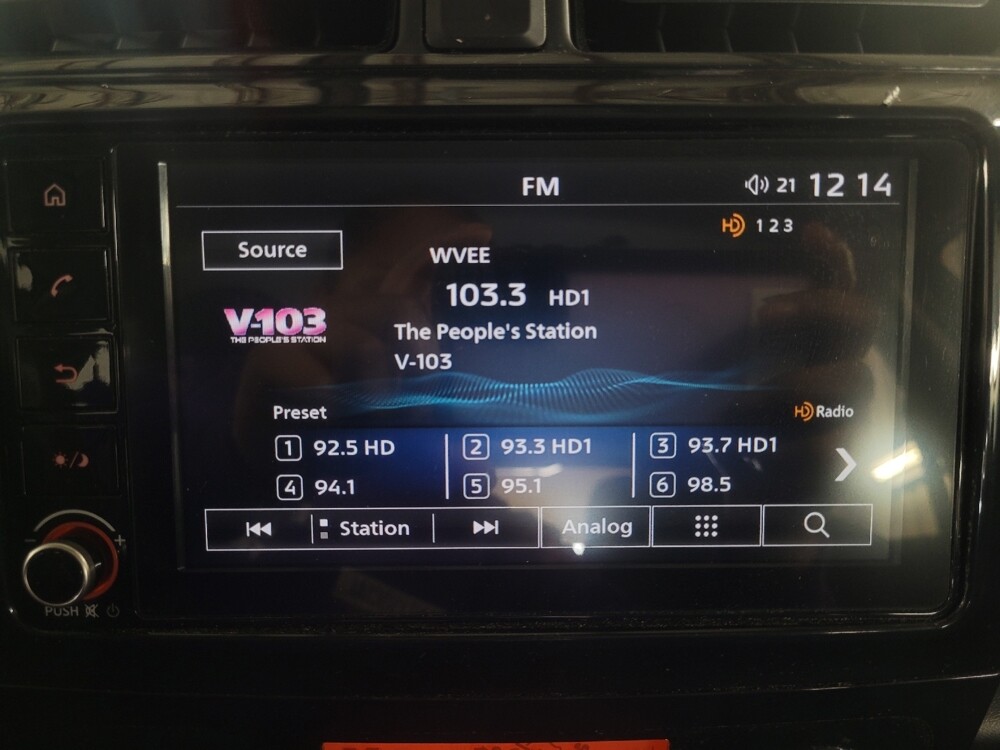 FM 21 12 14
HD 1 2 3
Source
WVEE
103.3 HD1
V-103
THE PEOPLE'S STATION
The People's Station
V-103
Preset
HD Radio
1 92.5 HD 2 93.3 HD1 3 93.7 HD1
4 94.1 5 95.1 6 98.5
Station Analog
- +
PUSH